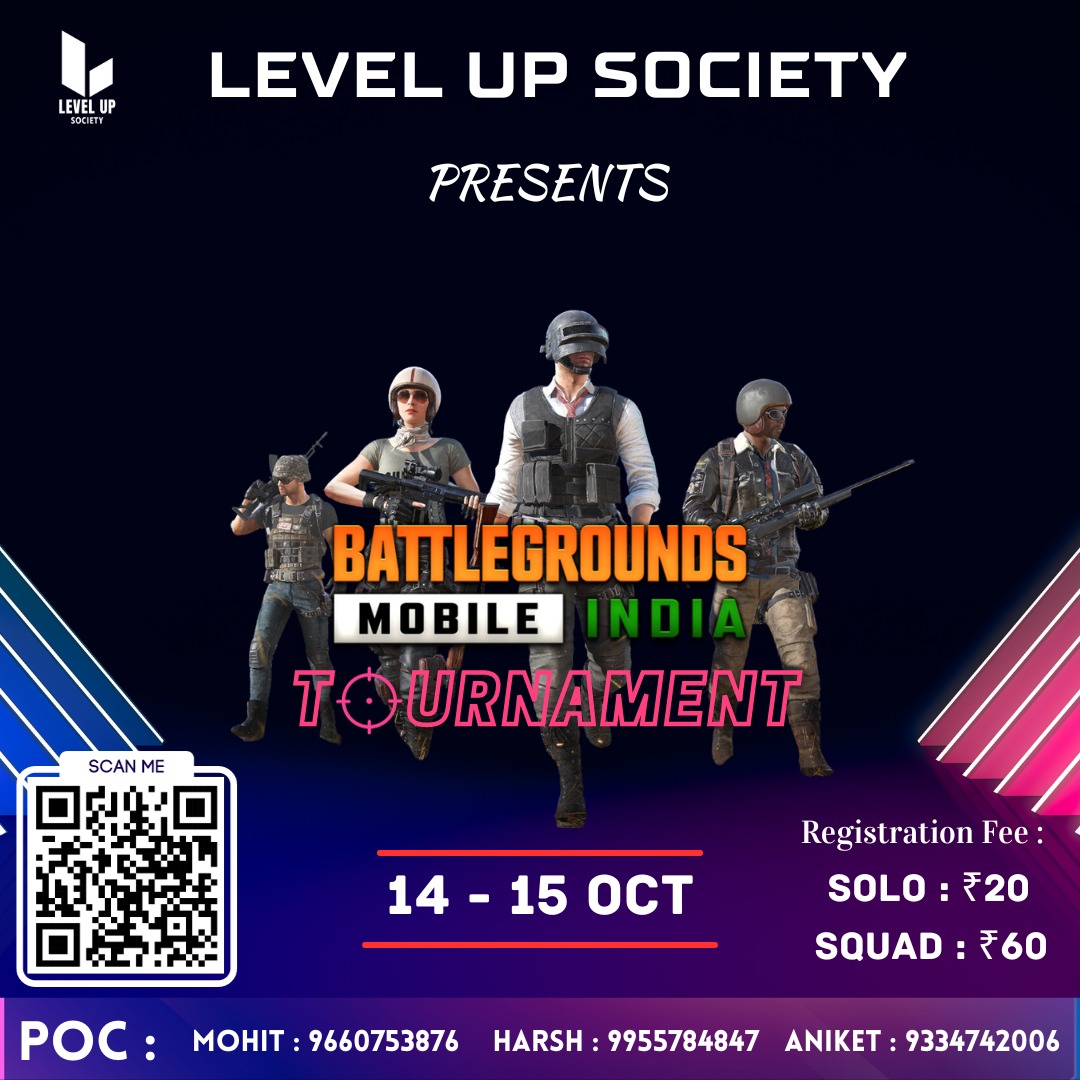 LEVEL UP
SOCIETY
LEVEL UP SOCIETY
PRESENTS
BATTLEGROUNDS
MOBILE INDIA
TOURNAMENT
SCAN ME
14 - 15 OCT
Registration Fee :
SOLO : ₹20
SQUAD : ₹60
POC : MOHIT : 9660753876 HARSH : 9955784847 ANIKET : 9334742006